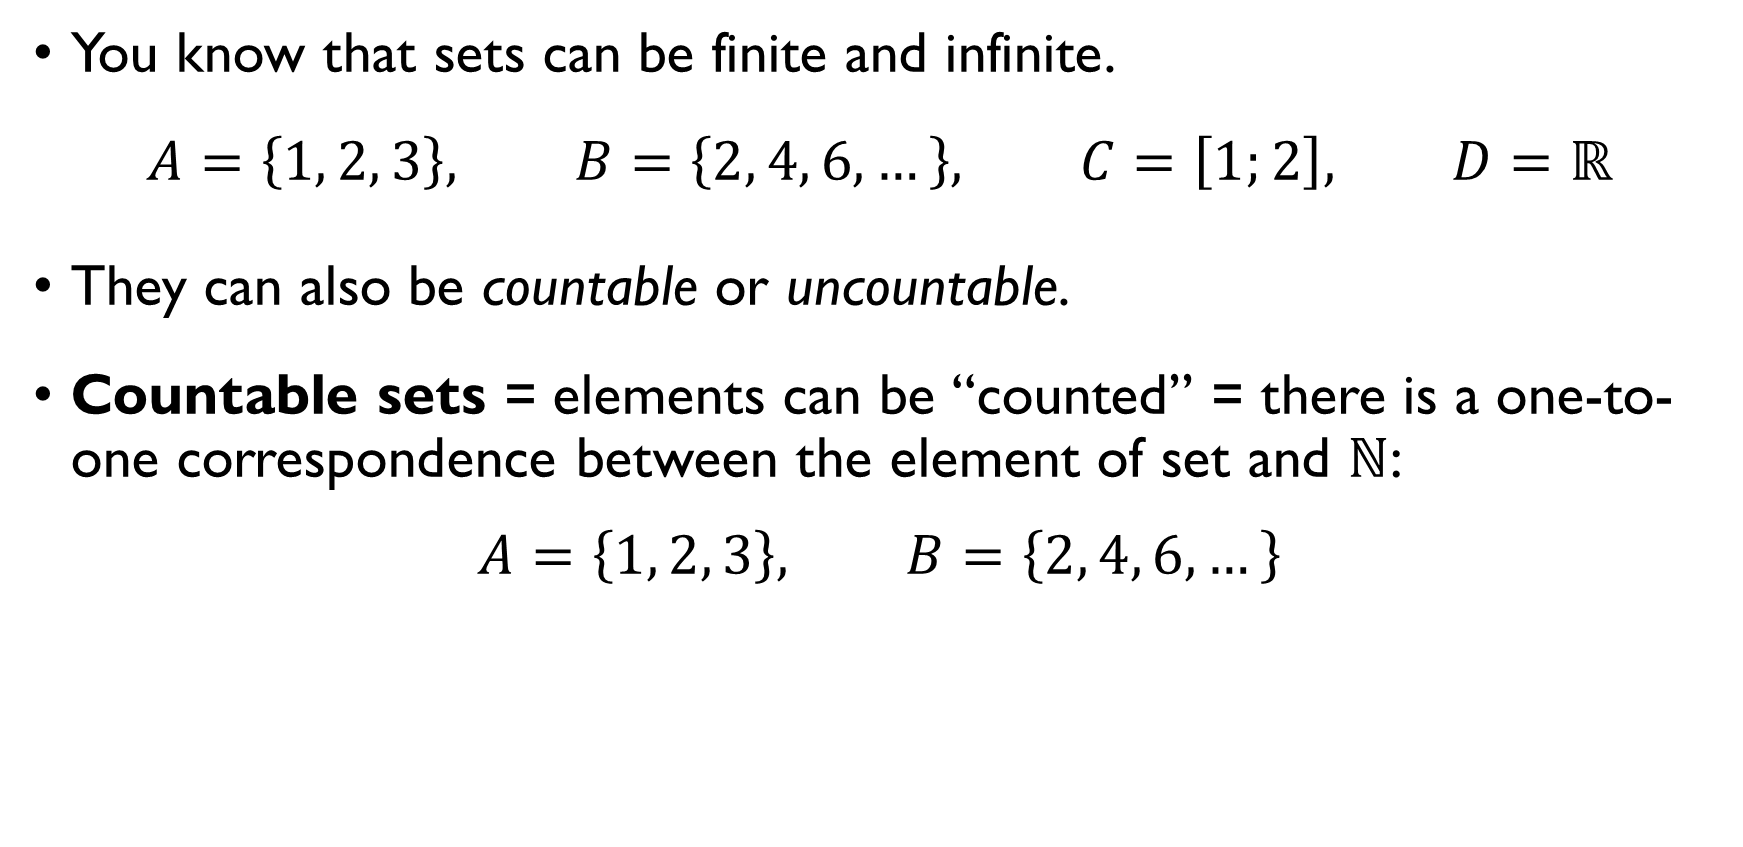 • You know that sets can be finite and infinite.
A = {1, 2, 3}, B = {2, 4, 6, … }, C = [1; 2], D = ℝ
• They can also be countable or uncountable.
• Countable sets = elements can be “counted” = there is a one-to-
one correspondence between the element of set and ℕ:
A = {1, 2, 3}, B = {2, 4, 6, … }